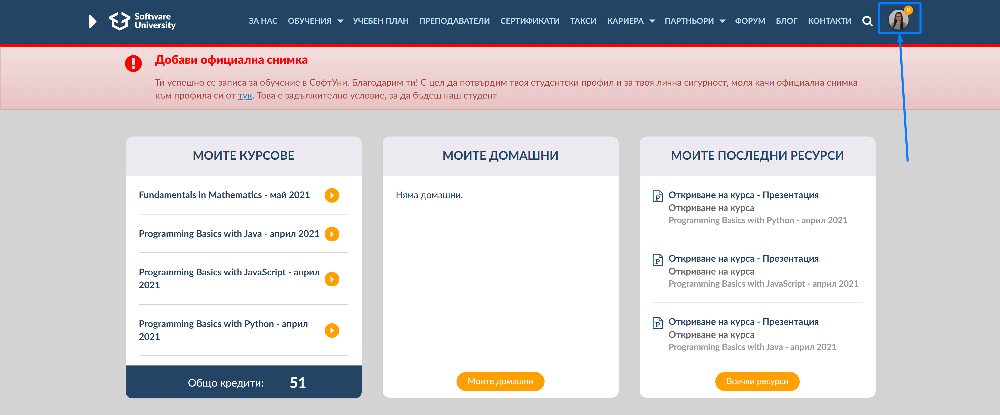 Software
University
ЗА НАС ОБУЧЕНИЯ УЧЕБЕН ПЛАН ПРЕПОДАВАТЕЛИ СЕРТИФИКАТИ ТАКСИ КАРИЕРА ПАРТНЬОРИ ФОРУМ БЛОГ КОНТАКТИ 0
Добави официална снимка
Ти успешно се записа за обучение в СофтУни. Благодарим ти! С цел да потвърдим твоя студентски профил и за твоя лична сигурност, моля качи официална снимка
към профила си от тук. Това е задължително условие, за да бъдеш наш студент.
МОИТЕ КУРСОВЕ
Fundamentals in Mathematics - май 2021
Programming Basics with Java - април 2021
Programming Basics with JavaScript - април
2021
Programming Basics with Python - април
2021
Общо кредити: 51
МОИТЕ ДОМАШНИ
Няма домашни.
Моите домашни
МОИТЕ ПОСЛЕДНИ РЕСУРСИ
Откриване на курса - Презентация
Откриване на курса
Programming Basics with Python - април 2021
Откриване на курса - Презентация
Откриване на курса
Programming Basics with JavaScript - април 2021
Откриване на курса - Презентация
Откриване на курса
Programming Basics with Java - април 2021
Всички ресурси